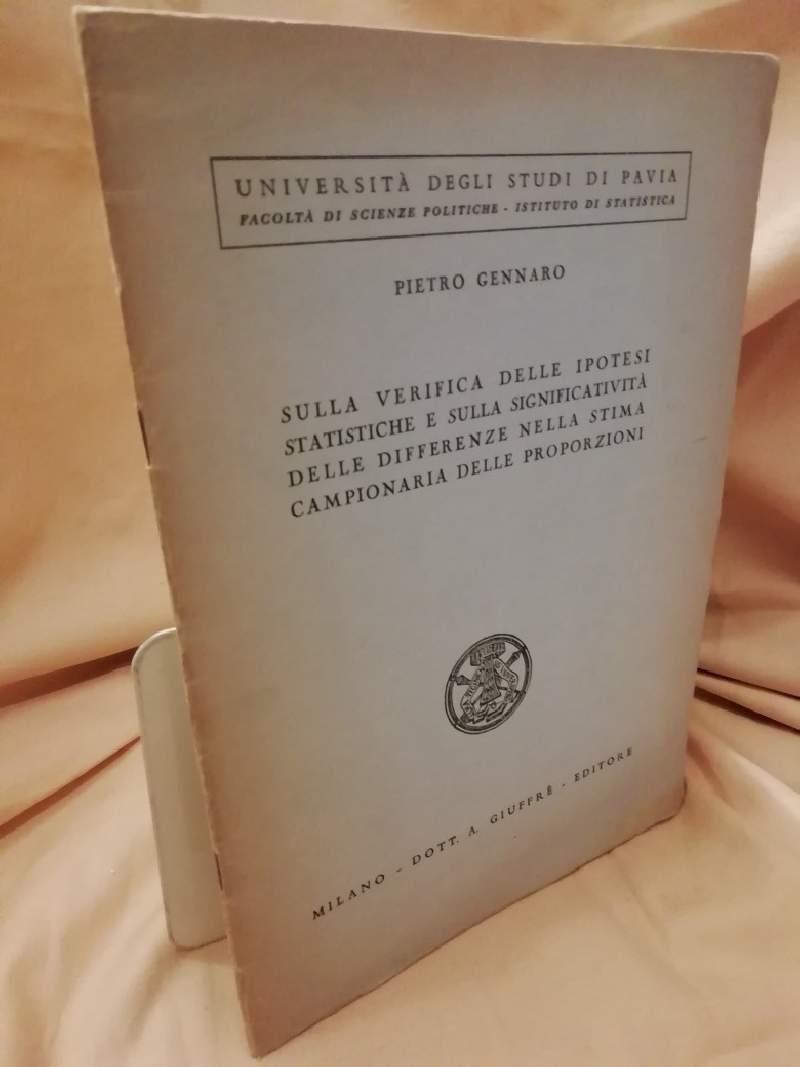 UNIVERSITÀ DEGLI STUDI DI PAVIA
FACOLTÀ DI SCIENZE POLITICHE - ISTITUTO DI STATISTICA
PIETRO GENNARO
SULLA VERIFICA DELLE IPOTESI
STATISTICHE E SULLA SIGNIFICATIVITÀ
DELLE DIFFERENZE NELLA STIMA
CAMPIONARIA DELLE PROPORZIONI
MILANO - DOTT. A. GIUFFRÈ - EDITORE